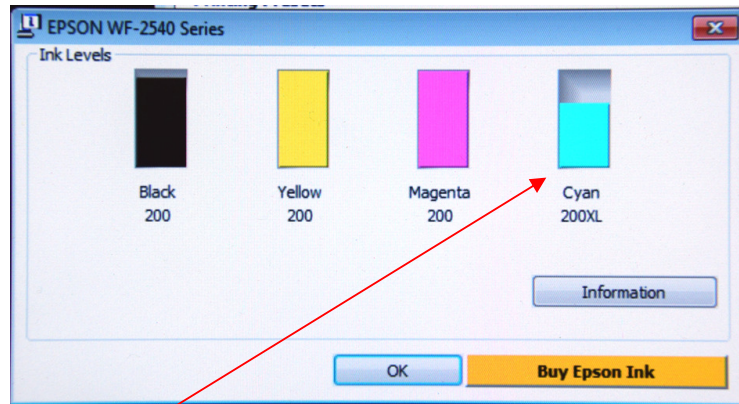 EPSON WF-2540 Series
Ink Levels
Black
200
Yellow
200
Magenta
200
Cyan
200XL
Information
OK
Buy Epson Ink